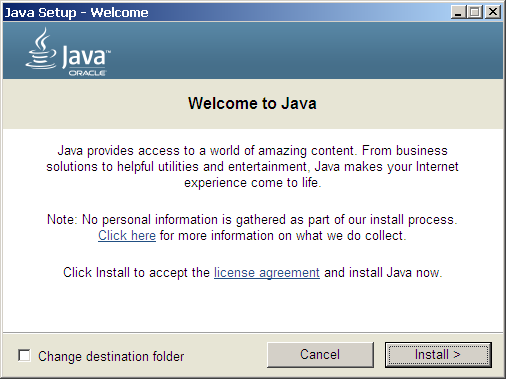 Java Setup - Welcome
Java™
ORACLE
Welcome to Java
Java provides access to a world of amazing content. From business
solutions to helpful utilities and entertainment, Java makes your Internet
experience come to life.
Note: No personal information is gathered as part of our install process.
Click here for more information on what we do collect.
Click Install to accept the license agreement and install Java now.
Change destination folder
Cancel
Install >